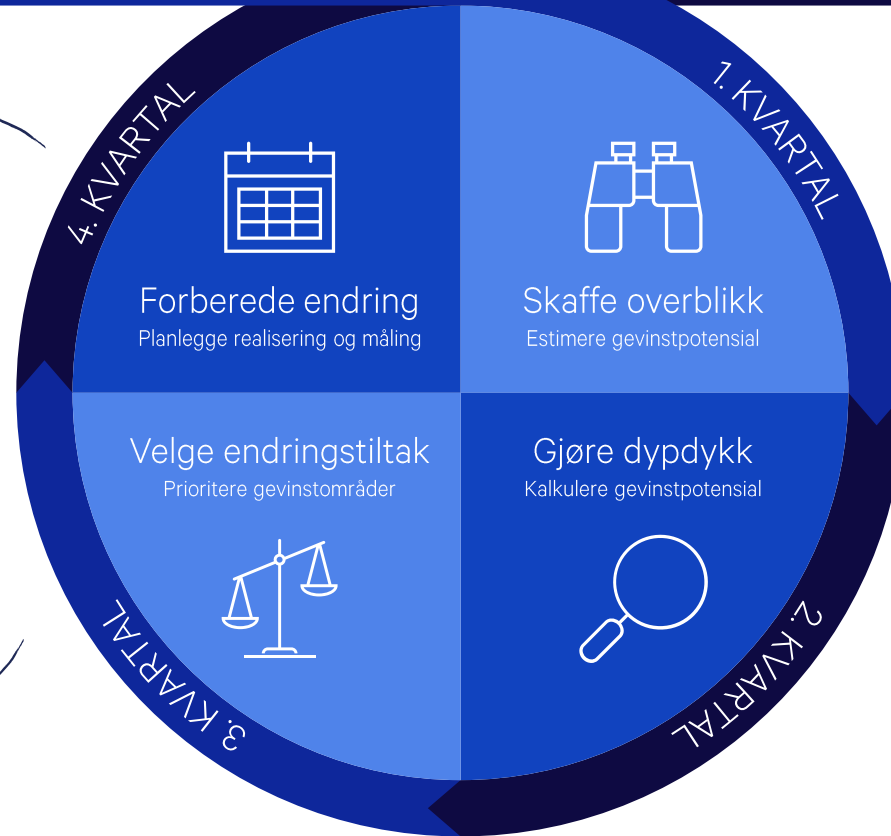 1. KVARTAL
Skaffe overblikk
Estimere gevinstpotensial
2. KVARTAL
Gjøre dypdykk
Kalkulere gevinstpotensial
3. KVARTAL
Velge endringstiltak
Prioritere gevinstområder
4. KVARTAL
Forberede endring
Planlegge realisering og måling